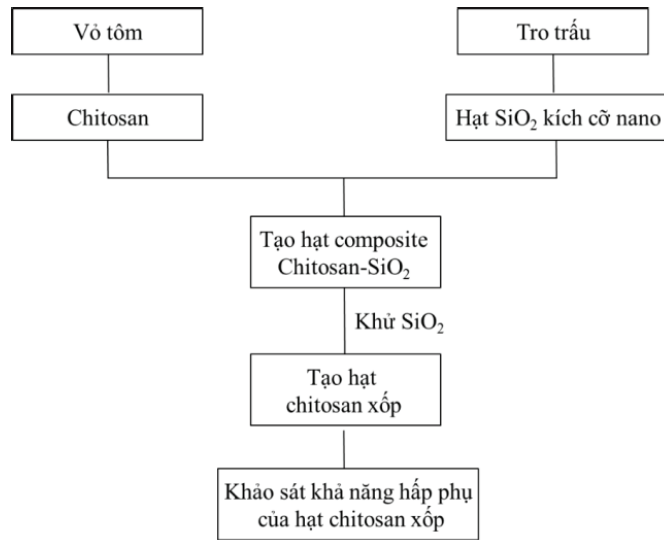 Vỏ tôm
Tro trấu
Chitosan
Hạt SiO₂ kích cỡ nano
Tạo hạt composite
Chitosan-SiO₂
Khử SiO₂
Tạo hạt
chitosan xốp
Khảo sát khả năng hấp phụ
của hạt chitosan xốp